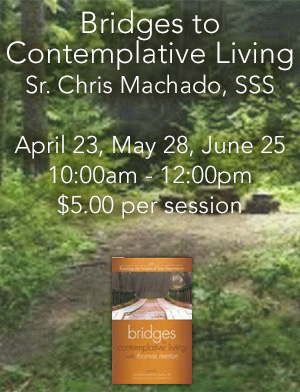 Bridges to
Contemplative Living
Sr. Chris Machado, SSS
April 23, May 28, June 25
10:00am - 12:00pm
$5.00 per session
bridges
contemplative living
thomas merton